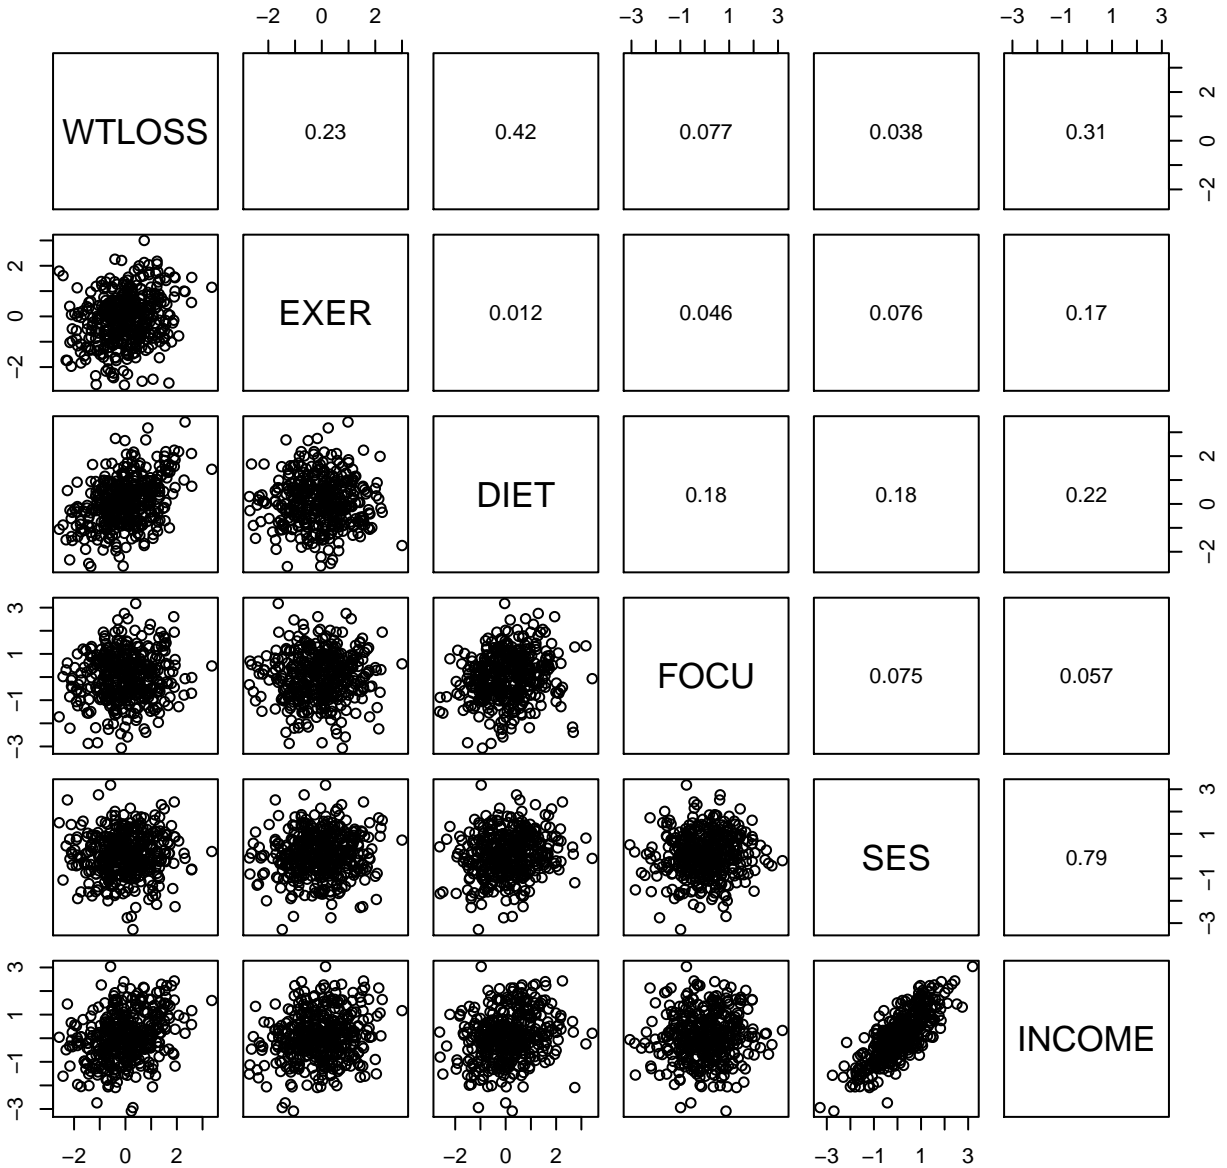 −2 0 2 −3 −1 1 3 −3 −1 1 3
WTLOSS 0.23 0.42 0.077 0.038 0.31 −2 0 2
−2 0 2 EXER 0.012 0.046 0.076 0.17
DIET 0.18 0.18 0.22 −2 0 2
−3 −1 1 3 FOCU 0.075 0.057
SES 0.79 −3 −1 1 3
−3 −1 1 3 INCOME
−2 0 2 −2 0 2 −3 −1 1 3